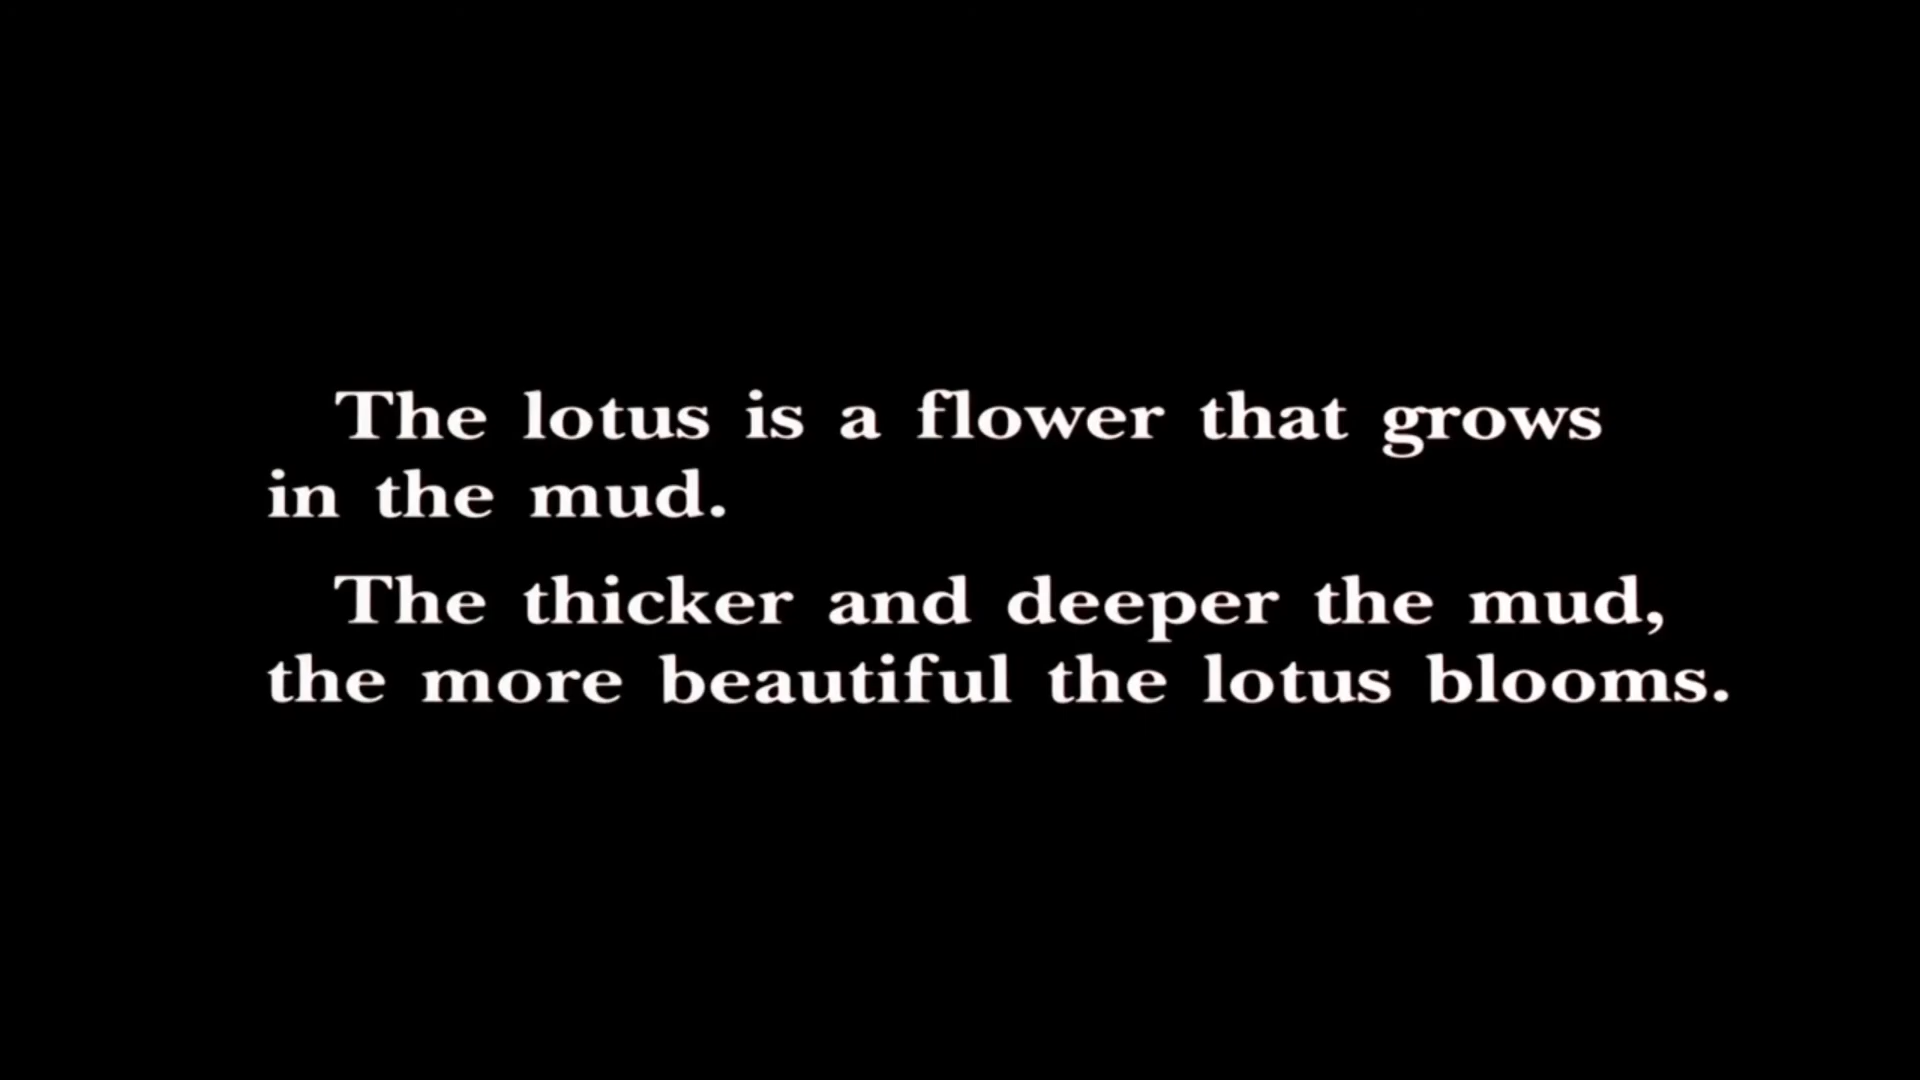 The lotus is a flower that grows
in the mud.
The thicker and deeper the mud,
the more beautiful the lotus blooms.